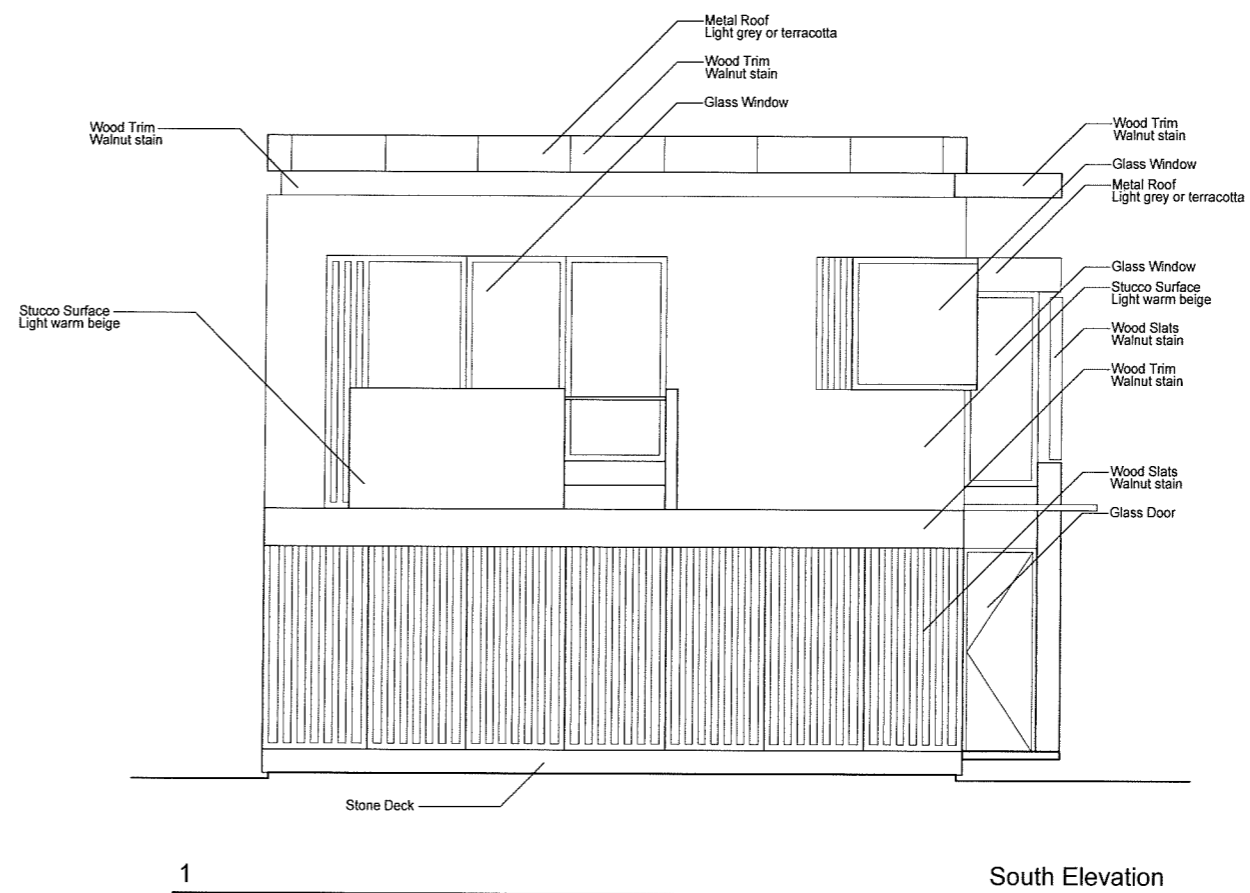 Metal Roof
Light grey or terracotta
Wood Trim
Walnut stain
Glass Window
Wood Trim
Walnut stain
Wood Trim
Walnut stain
Glass Window
Metal Roof
Light grey or terracotta
Glass Window
Stucco Surface
Light warm beige
Wood Slats
Walnut stain
Wood Trim
Walnut stain
Stucco Surface
Light warm beige
Wood Slats
Walnut stain
Glass Door
Stone Deck
1
South Elevation